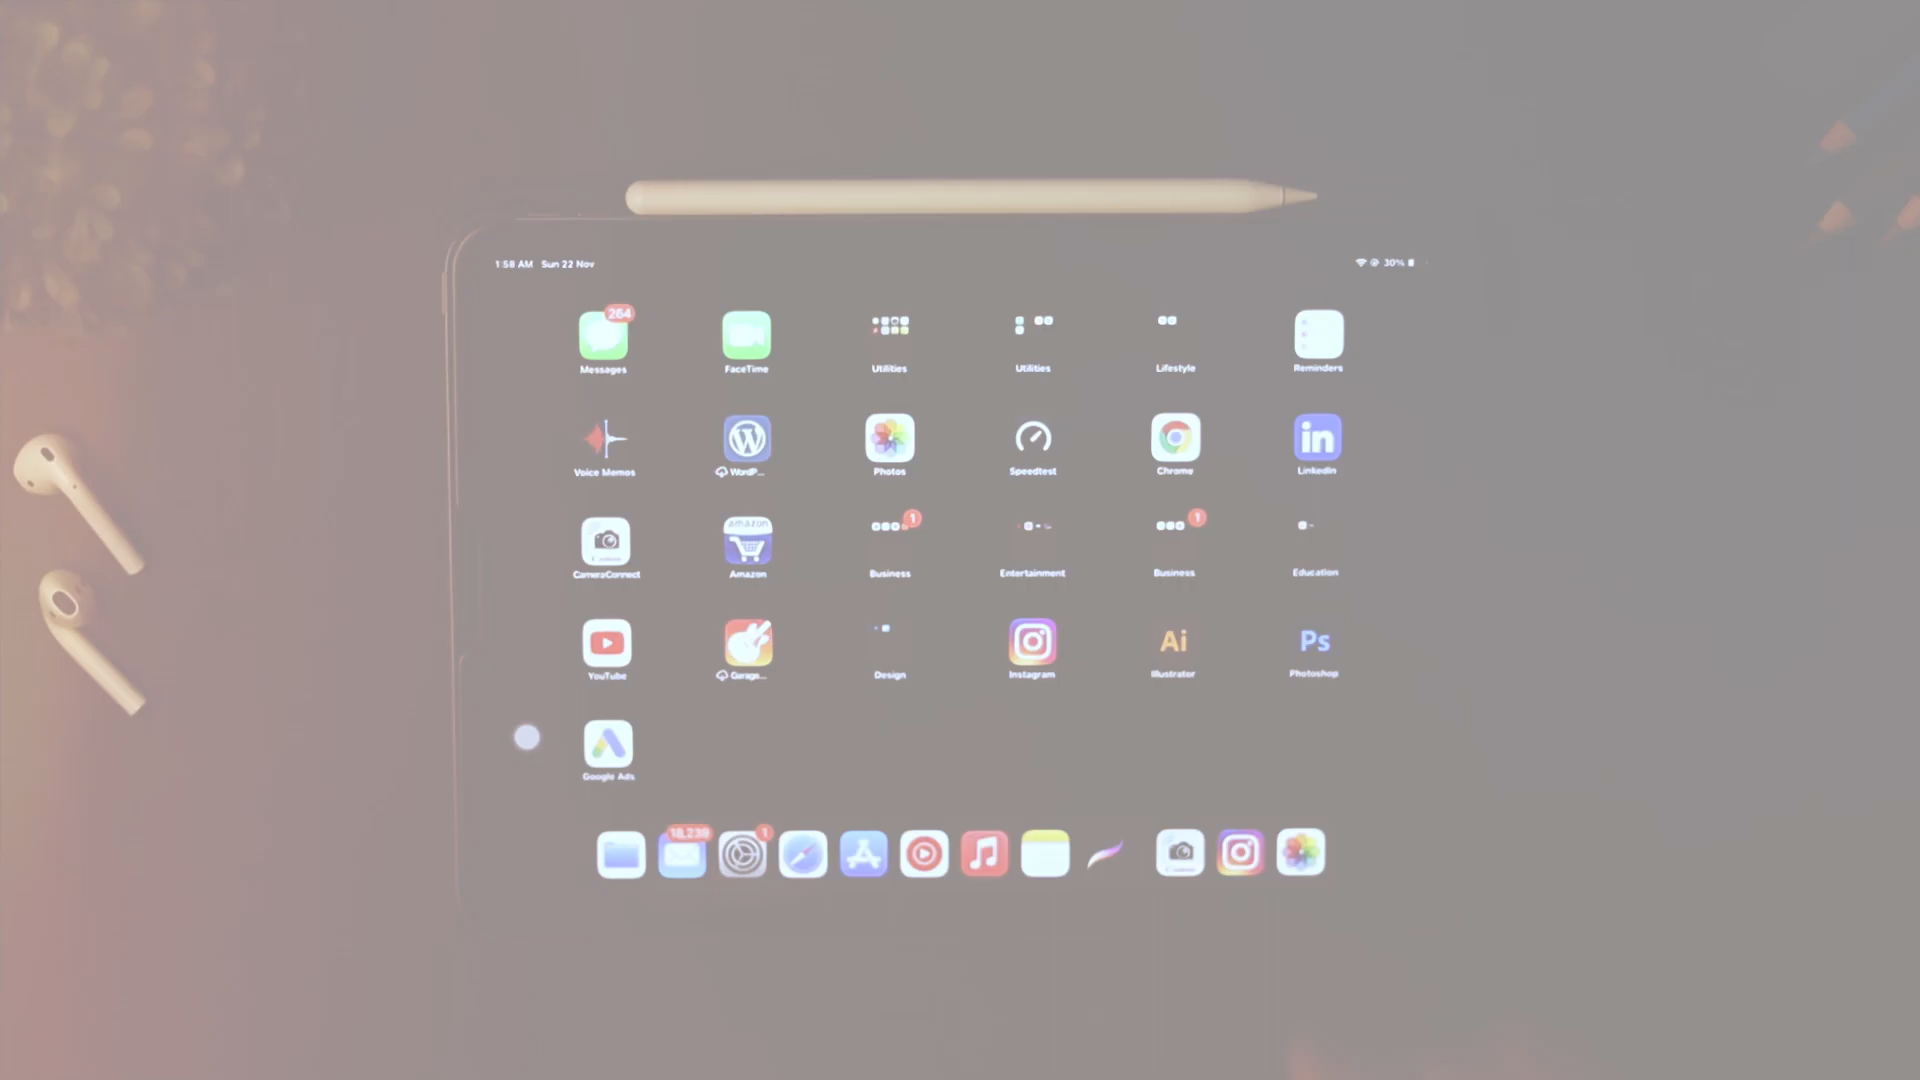 1:58 AM Sun 22 Nov
30%
264
Messages FaceTime Utilities Utilities Lifestyle Reminders
in
Voice Memos WordP... Photos Speedtest Chrome LinkedIn
amazon 1 1
CameraConnect Amazon Business Entertainment Business Education
Ai Ps
YouTube Garage... Design Instagram Illustrator Photoshop
Google Ads
18,239 1